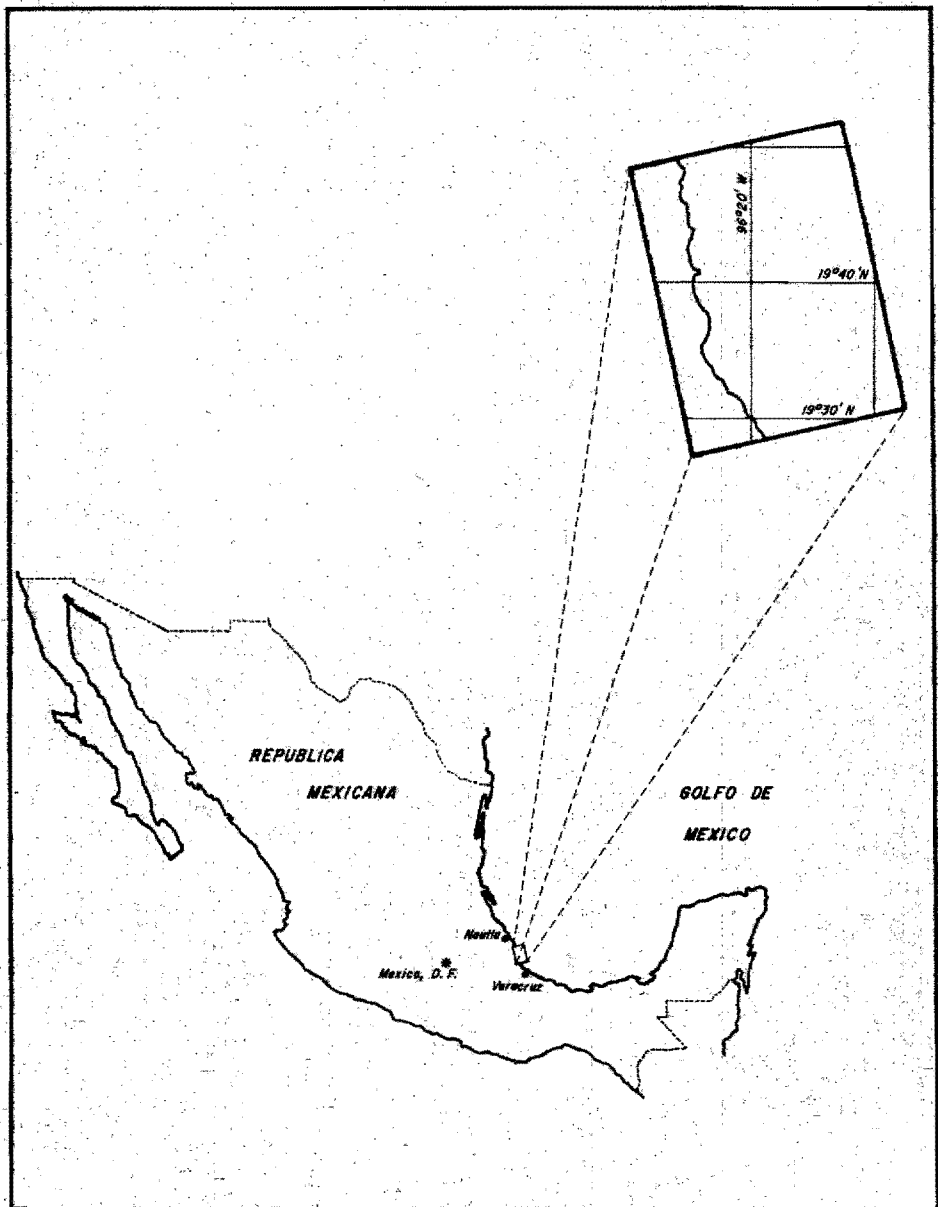 96°20' W
19°40' N
19°30' N
REPUBLICA
MEXICANA
GOLFO DE
MEXICO
Nautla
Mexico, D. F.
Veracruz